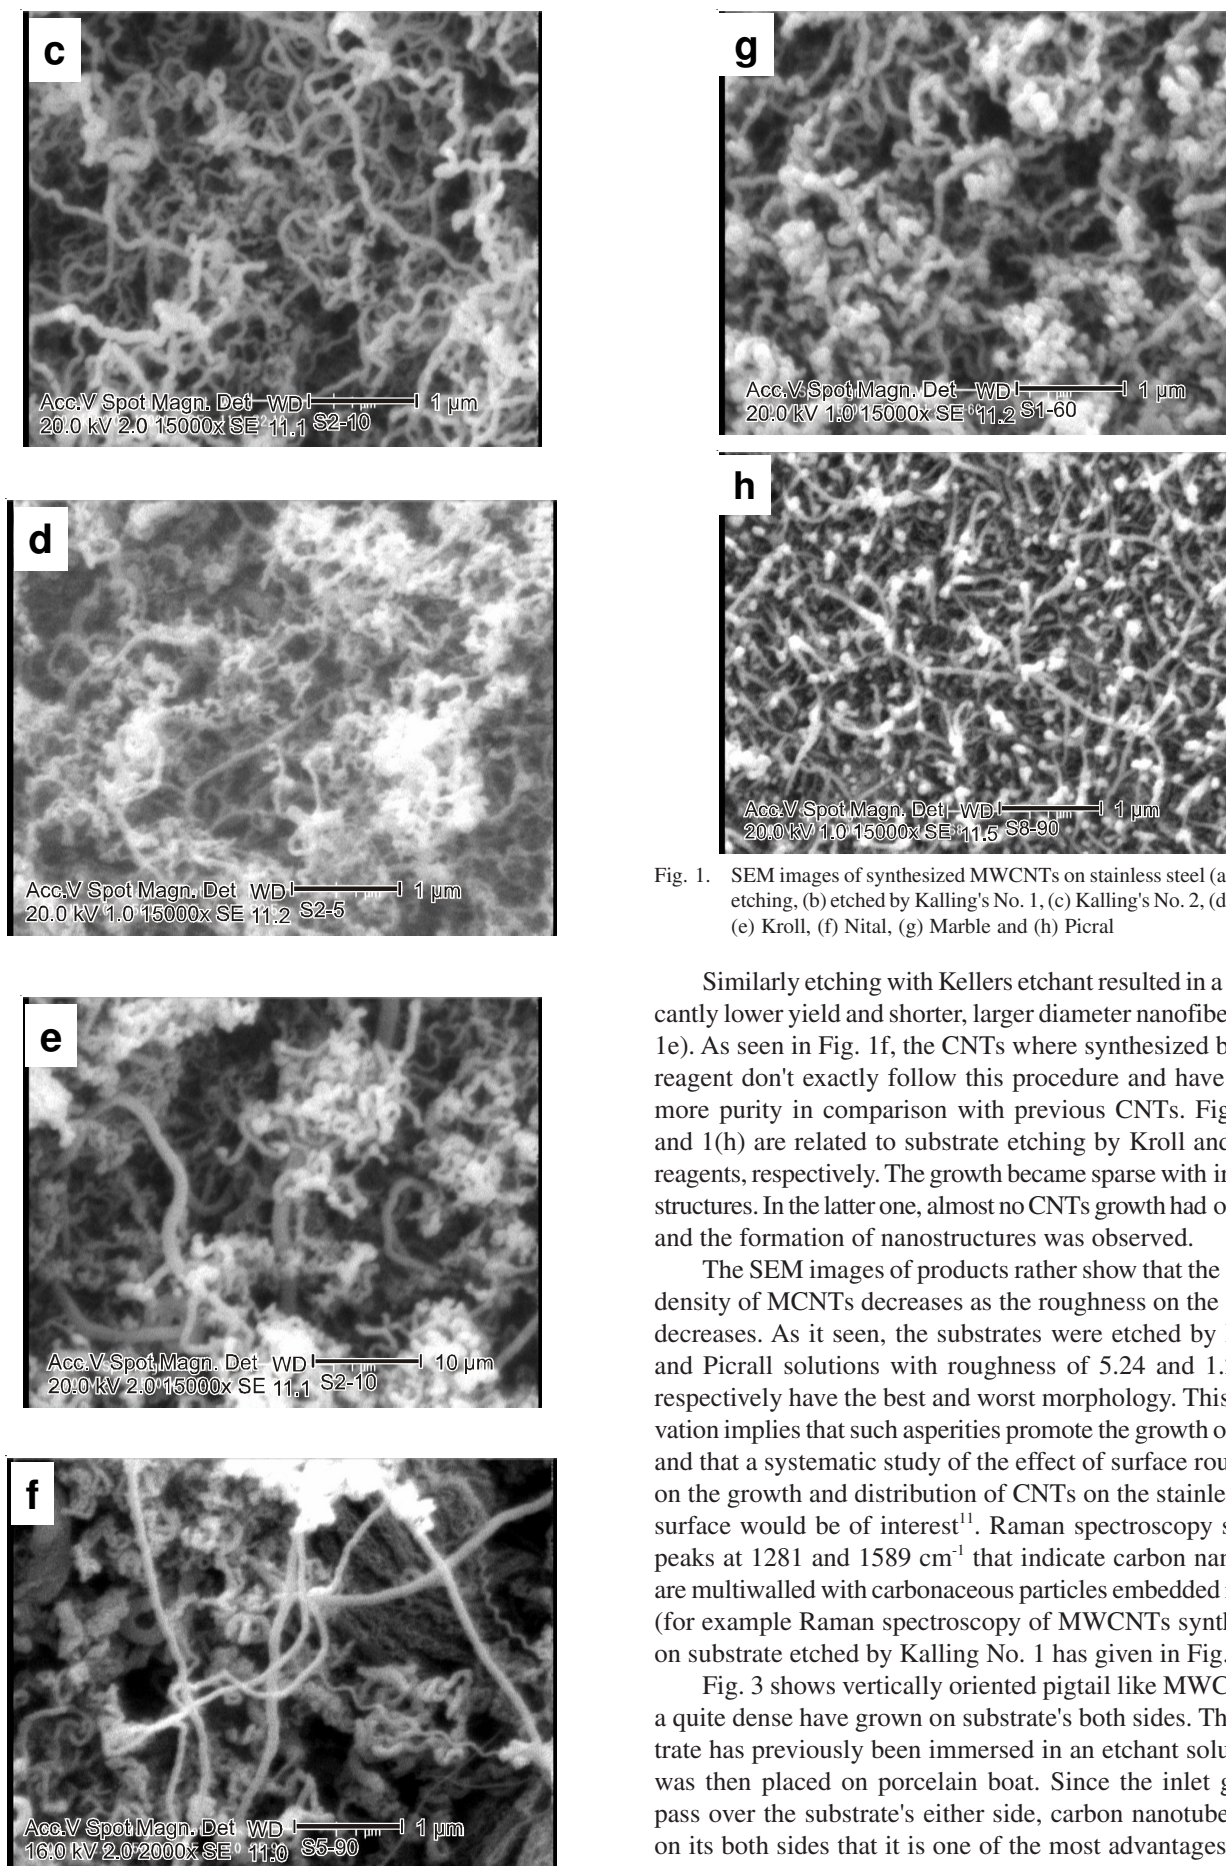 c
Acc.V Spot Magn. Det WD 1 µm
20.0 kV 2.0 15000x SE 11.1 S2-10
d
Acc.V Spot Magn. Det WD 1 µm
20.0 kV 1.0 15000x SE 11.2 S2-5
e
Acc.V Spot Magn. Det WD 10 µm
20.0 kV 2.0 15000x SE 11.1 S2-10
f
Acc.V Spot Magn. Det WD 1 µm
16.0 kV 2.0 2000x SE 11.0 S5-90
g
Acc.V Spot Magn. Det WD 1 µm
20.0 kV 1.0 15000x SE 11.2 S1-60
h
Acc.V Spot Magn. Det WD 1 µm
20.0 kV 1.0 15000x SE 11.5 S8-90
Fig. 1. SEM images of synthesized MWCNTs on stainless steel (a
etching, (b) etched by Kalling's No. 1, (c) Kalling's No. 2, (d
(e) Kroll, (f) Nital, (g) Marble and (h) Picral
Similarly etching with Kellers etchant resulted in a
cantly lower yield and shorter, larger diameter nanofibe
1e). As seen in Fig. 1f, the CNTs where synthesized b
reagent don't exactly follow this procedure and have
more purity in comparison with previous CNTs. Fig
and 1(h) are related to substrate etching by Kroll and
reagents, respectively. The growth became sparse with ir
structures. In the latter one, almost no CNTs growth had o
and the formation of nanostructures was observed.
The SEM images of products rather show that the
density of MCNTs decreases as the roughness on the
decreases. As it seen, the substrates were etched by
and Picrall solutions with roughness of 5.24 and 1.
respectively have the best and worst morphology. This
vation implies that such asperities promote the growth o
and that a systematic study of the effect of surface rou
on the growth and distribution of CNTs on the stainle
surface would be of interest11. Raman spectroscopy s
peaks at 1281 and 1589 cm-1 that indicate carbon nar
are multiwalled with carbonaceous particles embedded
(for example Raman spectroscopy of MWCNTs synth
on substrate etched by Kalling No. 1 has given in Fig.
Fig. 3 shows vertically oriented pigtail like MWC
a quite dense have grown on substrate's both sides. Th
trate has previously been immersed in an etchant solu
was then placed on porcelain boat. Since the inlet g
pass over the substrate's either side, carbon nanotube
on its both sides that it is one of the most advantages